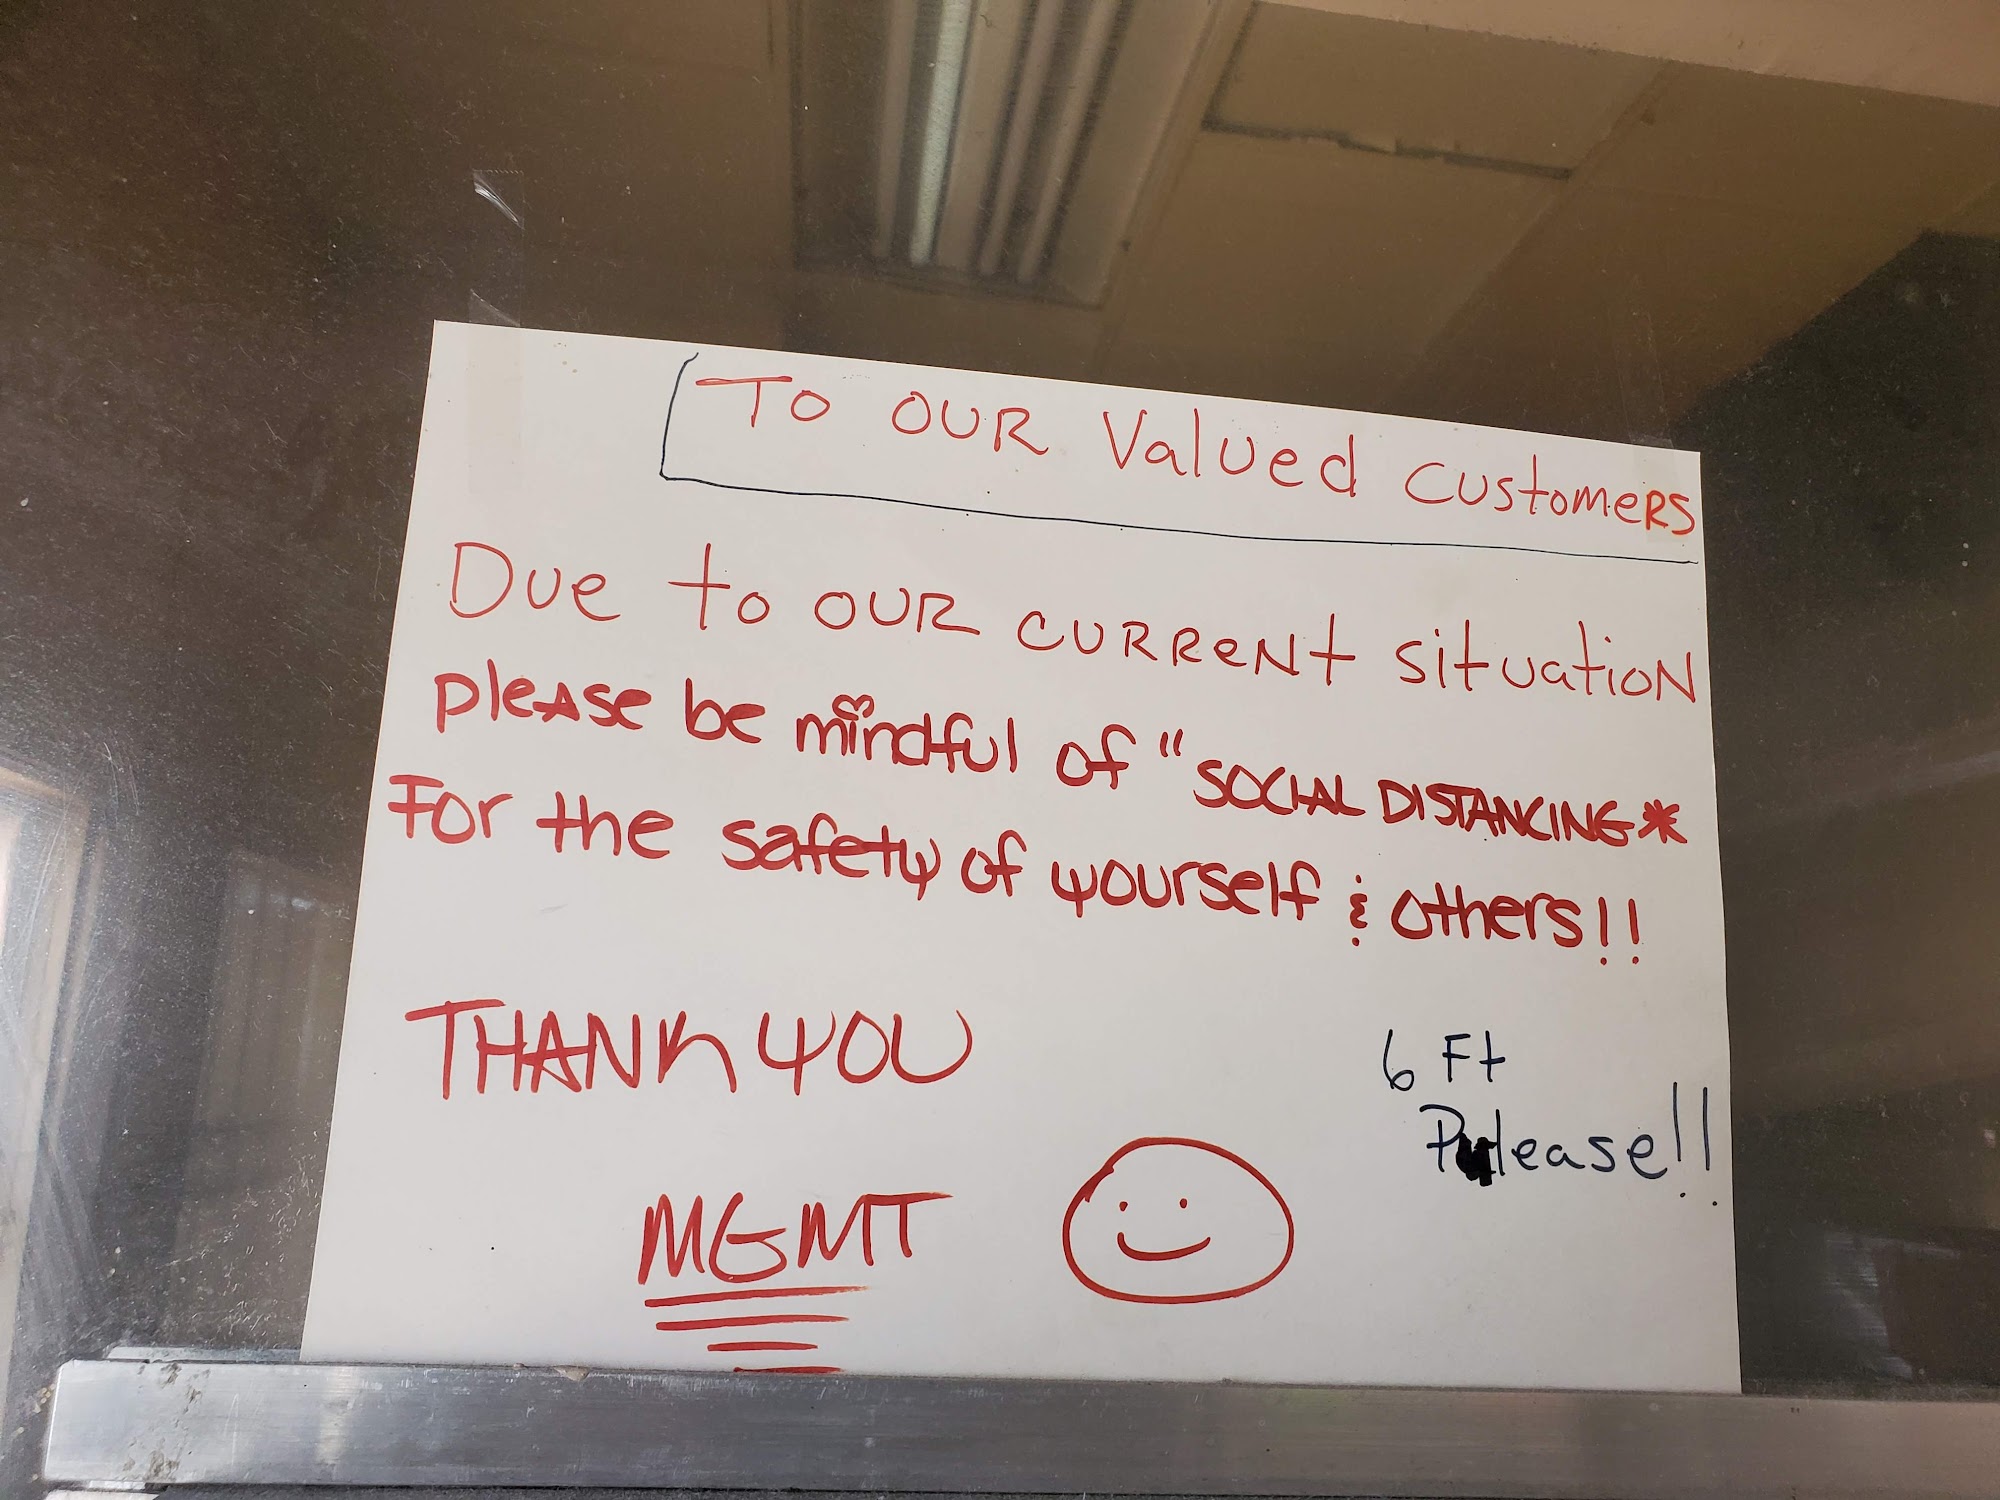 To OUR Valued customeRS
Due to OUR CURReNt situatioN
pleASe be mindful of "SOCIAL DISTANCING*
For the safety of yourself & others!!
THANK YOU
6 Ft
Please!!
MGMT